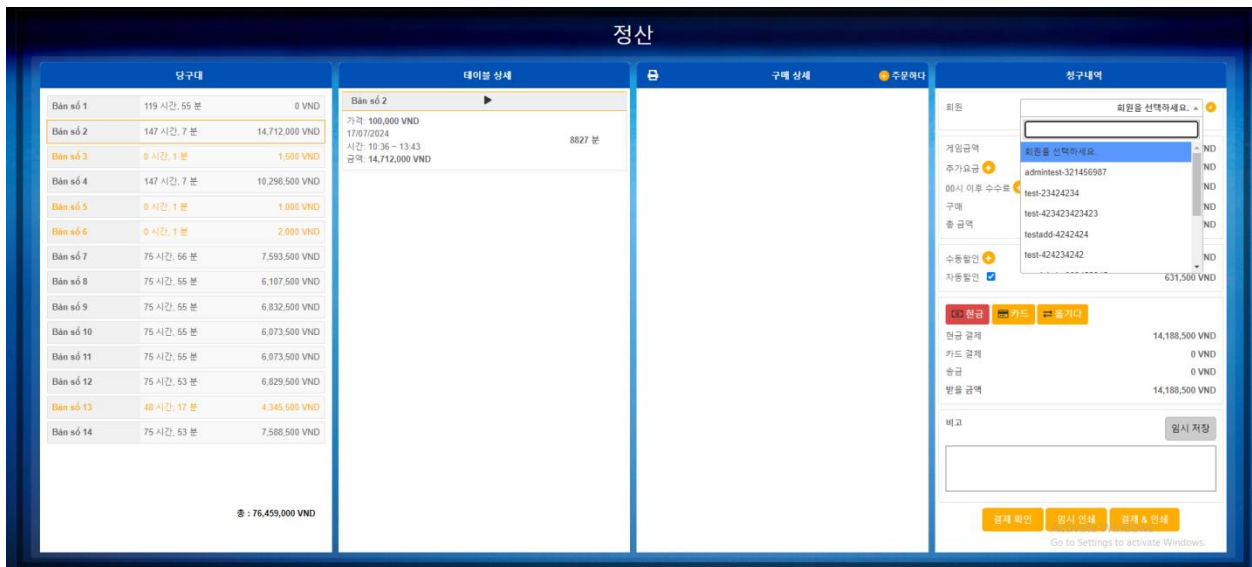 정산
당구대
Bàn số 1 119 시간, 55 분 0 VND
Bàn số 2 147 시간, 7 분 14,712,000 VND
Bàn số 3 0 시간, 1 분 1,500 VND
Bàn số 4 147 시간, 7 분 10,298,500 VND
Bàn số 5 0 시간, 1 분 1,000 VND
Bàn số 6 0 시간, 1 분 2,000 VND
Bàn số 7 75 시간, 56 분 7,593,500 VND
Bàn số 8 75 시간, 55 분 6,107,500 VND
Bàn số 9 75 시간, 55 분 6,832,500 VND
Bàn số 10 75 시간, 55 분 6,073,500 VND
Bàn số 11 75 시간, 55 분 6,073,500 VND
Bàn số 12 75 시간, 53 분 6,829,500 VND
Bàn số 13 48 시간, 17 분 4,345,500 VND
Bàn số 14 75 시간, 53 분 7,588,500 VND
총 : 76,459,000 VND
테이블 상세
Bàn số 2
가격: 100,000 VND
17/07/2024
시간: 10:36 ~ 13:43
금액: 14,712,000 VND
8827 분
구매 상세 주문하다
청구내역
회원 회원을 선택하세요.
회원을 선택하세요.
admintest-321456987
test-23424234
test-423423423423
testadd-4242424
test-424234242
게임금액 ND
추가요금 ND
00시 이후 수수료 ND
구매 ND
총 금액 ND
수동할인 ND
자동할인 631,500 VND
현금 카드 옮기다
현금 결제 14,188,500 VND
카드 결제 0 VND
송금 0 VND
받을 금액 14,188,500 VND
비고 임시 저장
결제 확인 임시 인쇄 결제 & 인쇄
Go to Settings to activate Windows.